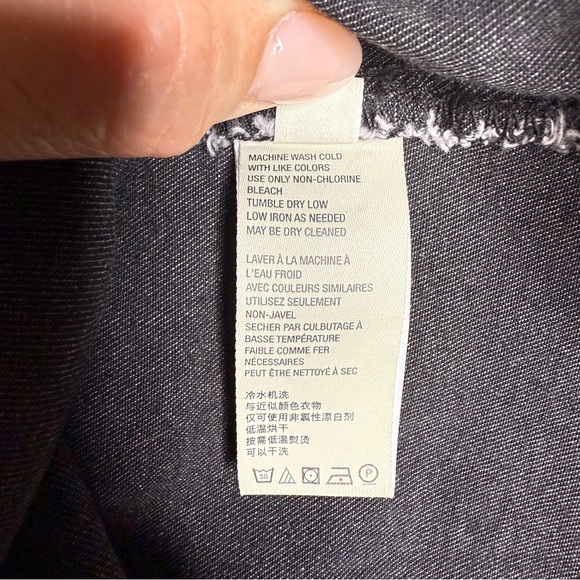 MACHINE WASH COLD
WITH LIKE COLORS
USE ONLY NON-CHLORINE
BLEACH
TUMBLE DRY LOW
LOW IRON AS NEEDED
MAY BE DRY CLEANED
LAVER À LA MACHINE À
L'EAU FROID
AVEC COULEURS SIMILAIRES
UTILISEZ SEULEMENT
NON-JAVEL
SECHER PAR CULBUTAGE À
BASSE TEMPÉRATURE
FAIBLE COMME FER
NÉCESSAIRES
PEUT ÊTRE NETTOYÉ À SEC
冷水机洗
与近似颜色衣物
仅可使用非氯性漂白剂
低温烘干
按需低温熨烫
可以干洗
30 P